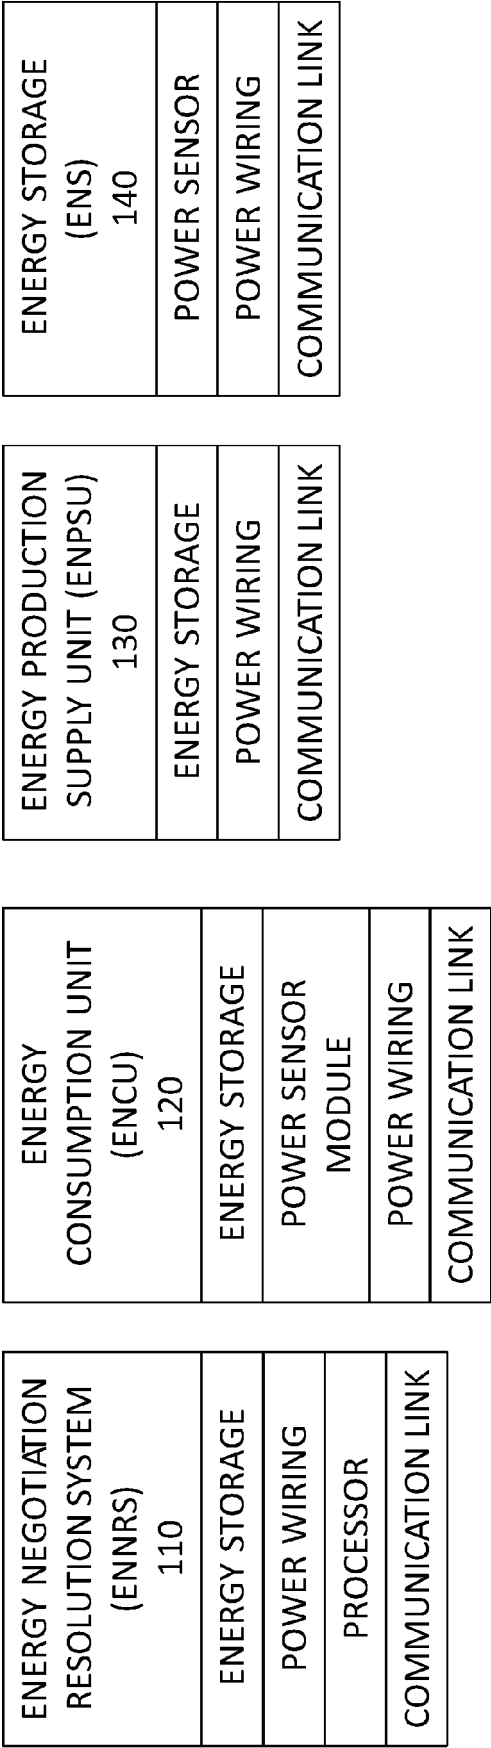 ENERGY NEGOTIATION
RESOLUTION SYSTEM
(ENNRS)
110
ENERGY STORAGE
POWER WIRING
PROCESSOR
COMMUNICATION LINK
ENERGY
CONSUMPTION UNIT
(ENCU)
120
ENERGY STORAGE
POWER SENSOR
MODULE
POWER WIRING
COMMUNICATION LINK
ENERGY PRODUCTION
SUPPLY UNIT (ENPSU)
130
ENERGY STORAGE
POWER WIRING
COMMUNICATION LINK
ENERGY STORAGE
(ENS)
140
POWER SENSOR
POWER WIRING
COMMUNICATION LINK